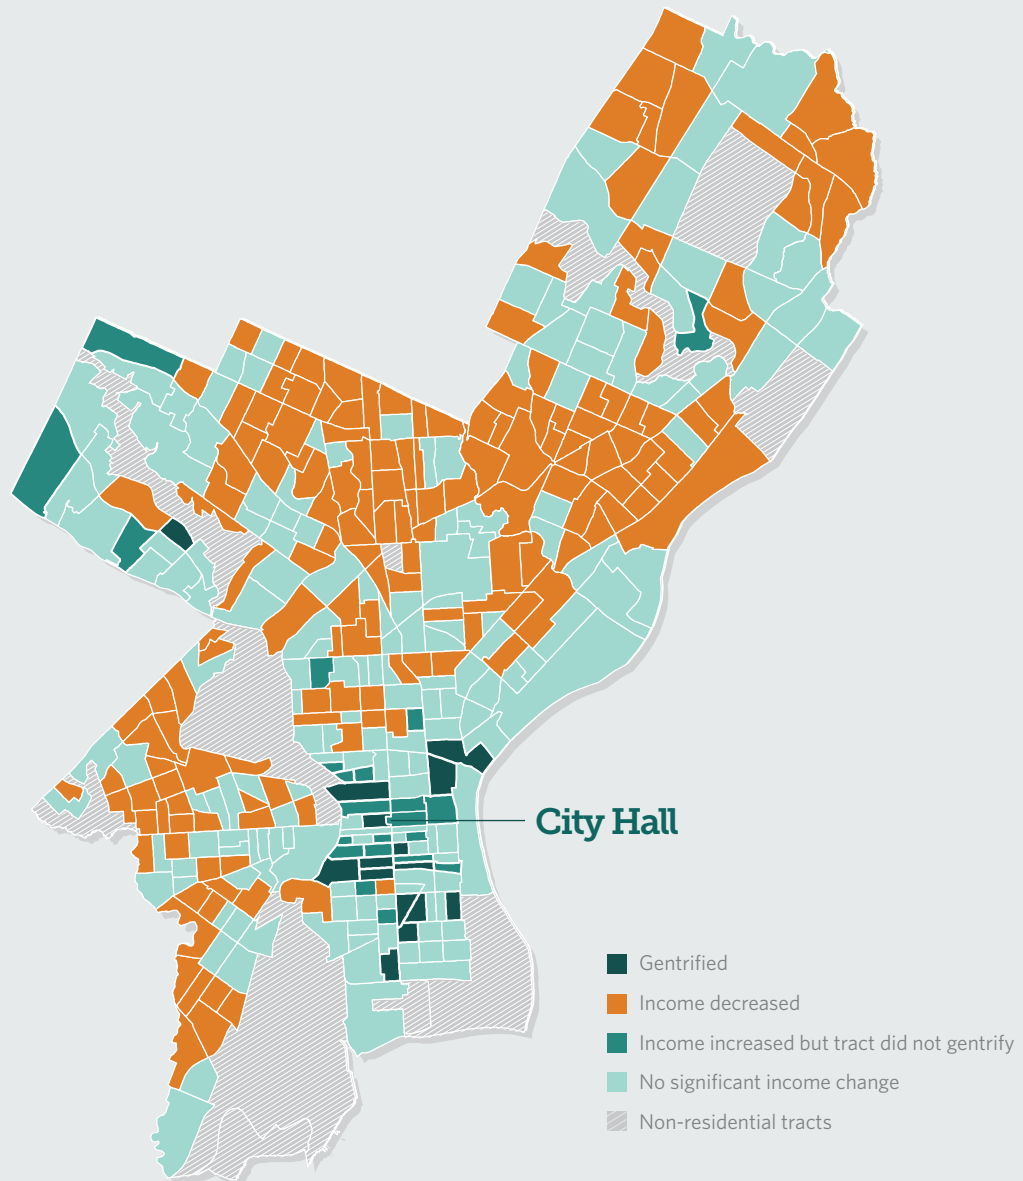 City Hall
Gentrified
Income decreased
Income increased but tract did not gentrify
No significant income change
Non-residential tracts